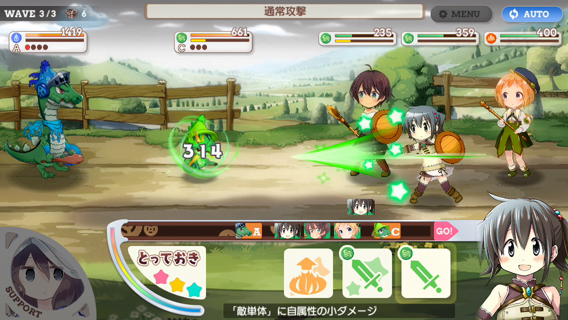 WAVE 3/3 6
通常攻撃
MENU
AUTO
1419
661
235
359
400
A
C
314
A
C
GO!
とっておき
SUPPORT
「敵単体」に自属性の小ダメージ